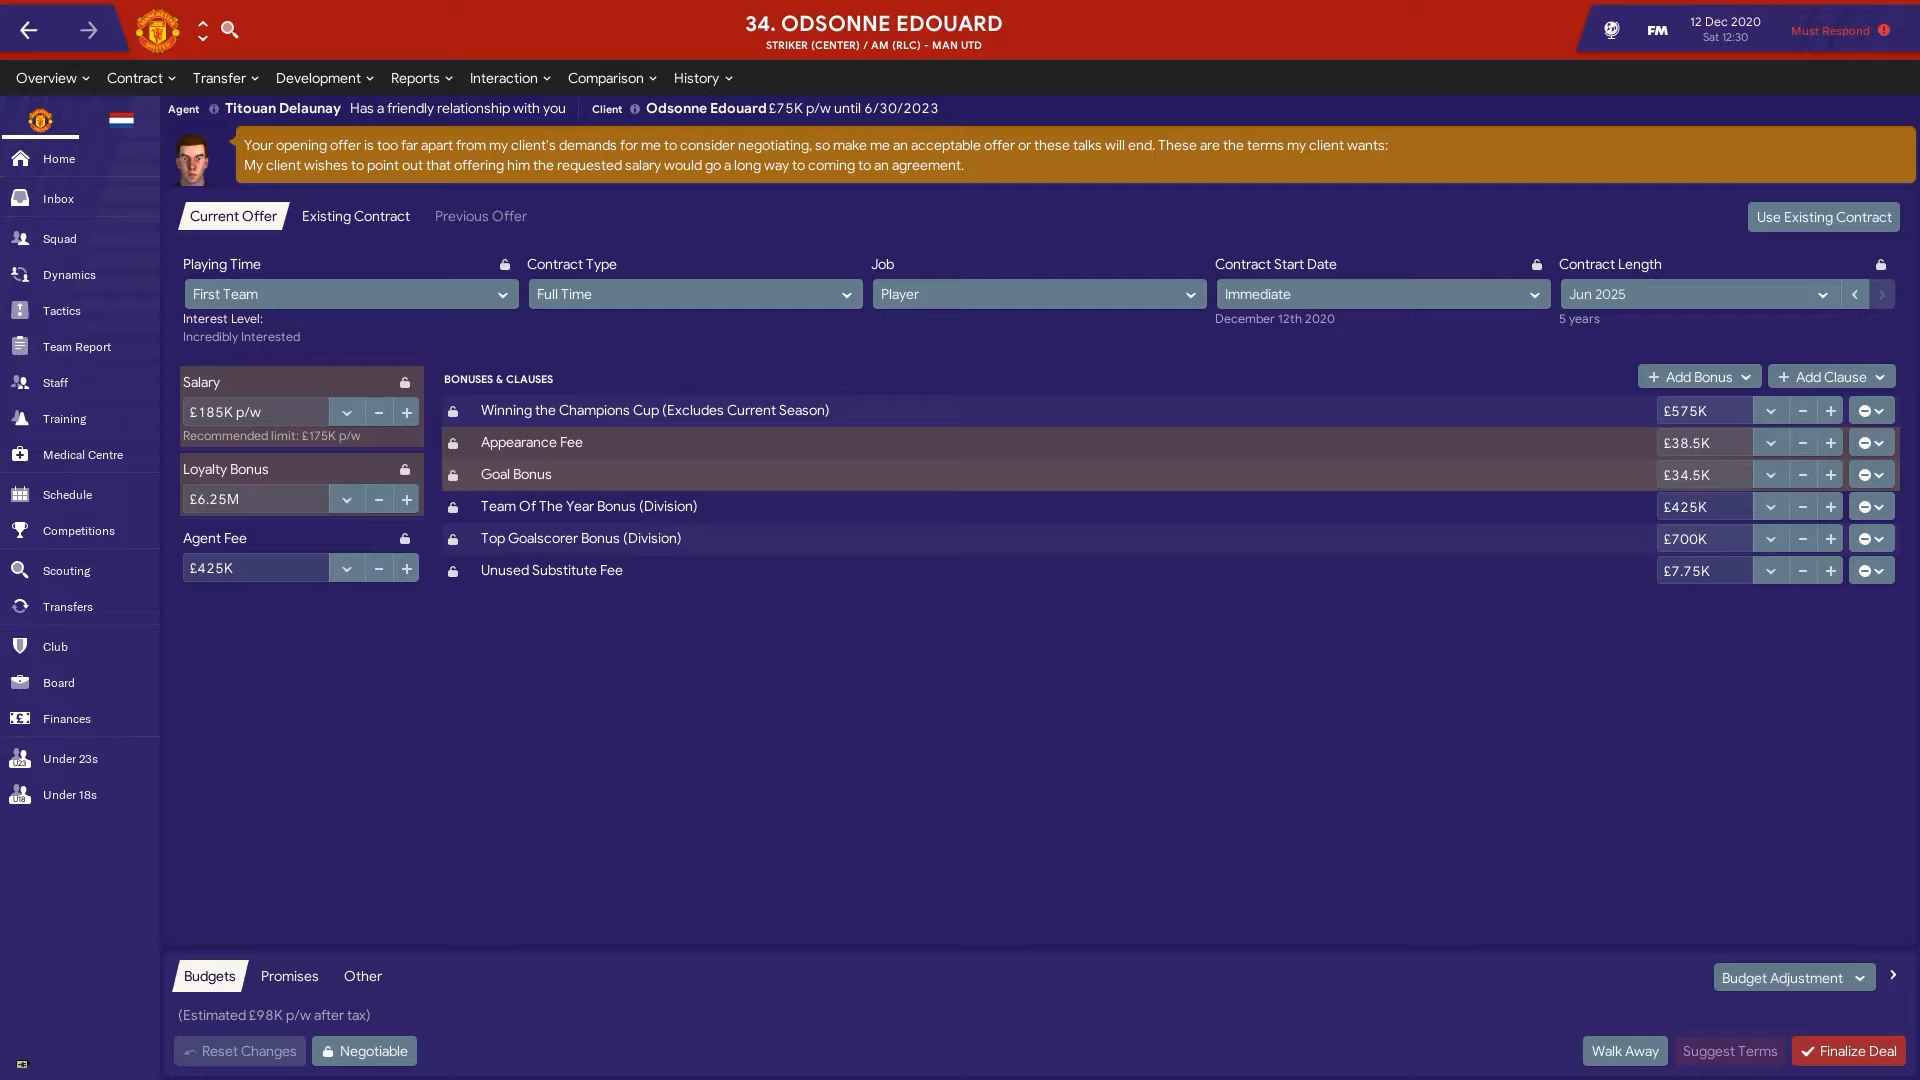 34. ODSONNE EDOUARD
STRIKER (CENTER) / AM (RLC) - MAN UTD
FM
12 Dec 2020
Sat 12:30
Must Respond
Overview
Contract
Transfer
Development
Reports
Interaction
Comparison
History
Agent Titouan Delaunay Has a friendly relationship with you
Client Odsonne Edouard £75K p/w until 6/30/2023
Home
Inbox
Squad
Dynamics
Tactics
Team Report
Staff
Training
Medical Centre
Schedule
Competitions
Scouting
Transfers
Club
Board
Finances
U23 Under 23s
U18 Under 18s
Your opening offer is too far apart from my client's demands for me to consider negotiating, so make me an acceptable offer or these talks will end. These are the terms my client wants:
My client wishes to point out that offering him the requested salary would go a long way to coming to an agreement.
Current Offer
Existing Contract
Previous Offer
Use Existing Contract
Playing Time
First Team
Interest Level:
Incredibly Interested
Contract Type
Full Time
Job
Player
Contract Start Date
Immediate
December 12th 2020
Contract Length
Jun 2025
5 years
Salary
£185K p/w
Recommended limit: £175K p/w
Loyalty Bonus
£6.25M
Agent Fee
£425K
BONUSES & CLAUSES
+ Add Bonus
+ Add Clause
Winning the Champions Cup (Excludes Current Season) £575K
Appearance Fee £38.5K
Goal Bonus £34.5K
Team Of The Year Bonus (Division) £425K
Top Goalscorer Bonus (Division) £700K
Unused Substitute Fee £7.75K
Budgets
Promises
Other
Budget Adjustment
(Estimated £98K p/w after tax)
Reset Changes
Negotiable
Walk Away
Suggest Terms
Finalize Deal